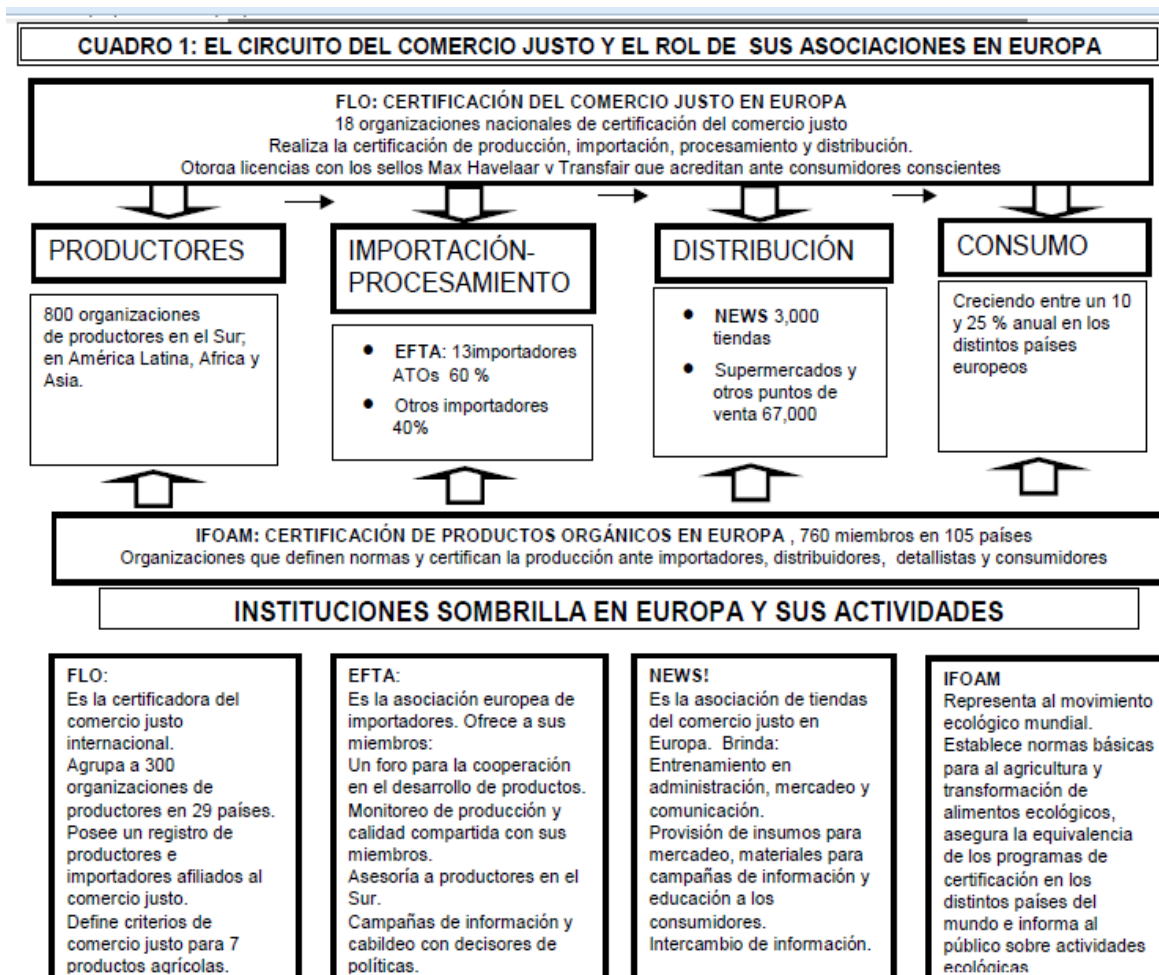 CUADRO 1: EL CIRCUITO DEL COMERCIO JUSTO Y EL ROL DE SUS ASOCIACIONES EN EUROPA
FLO: CERTIFICACIÓN DEL COMERCIO JUSTO EN EUROPA
18 organizaciones nacionales de certificación del comercio justo
Realiza la certificación de producción, importación, procesamiento y distribución.
Otorga licencias con los sellos Max Havelaar y Transfair que acreditan ante consumidores conscientes
PRODUCTORES
800 organizaciones
de productores en el Sur;
en América Latina, Africa y
Asia.
IMPORTACIÓN-
PROCESAMIENTO
● EFTA: 13importadores
ATOs 60 %
● Otros importadores
40%
DISTRIBUCIÓN
● NEWS 3,000
tiendas
● Supermercados y
otros puntos de
venta 67,000
CONSUMO
Creciendo entre un 10
y 25 % anual en los
distintos países
europeos
IFOAM: CERTIFICACIÓN DE PRODUCTOS ORGÁNICOS EN EUROPA , 760 miembros en 105 países
Organizaciones que definen normas y certifican la producción ante importadores, distribuidores, detallistas y consumidores
INSTITUCIONES SOMBRILLA EN EUROPA Y SUS ACTIVIDADES
FLO:
Es la certificadora del
comercio justo
internacional.
Agrupa a 300
organizaciones de
productores en 29 países.
Posee un registro de
productores e
importadores afiliados al
comercio justo.
Define criterios de
comercio justo para 7
productos agrícolas.
EFTA:
Es la asociación europea de
importadores. Ofrece a sus
miembros:
Un foro para la cooperación
en el desarrollo de productos.
Monitoreo de producción y
calidad compartida con sus
miembros.
Asesoría a productores en el
Sur.
Campañas de información y
cabildeo con decisores de
políticas.
NEWS!
Es la asociación de tiendas
del comercio justo en
Europa. Brinda:
Entrenamiento en
administración, mercadeo y
comunicación.
Provisión de insumos para
mercadeo, materiales para
campañas de información y
educación a los
consumidores.
Intercambio de información.
IFOAM
Representa al movimiento
ecológico mundial.
Establece normas básicas
para al agricultura y
transformación de
alimentos ecológicos,
asegura la equivalencia
de los programas de
certificación en los
distintos países del
mundo e informa al
público sobre actividades
ecológicas